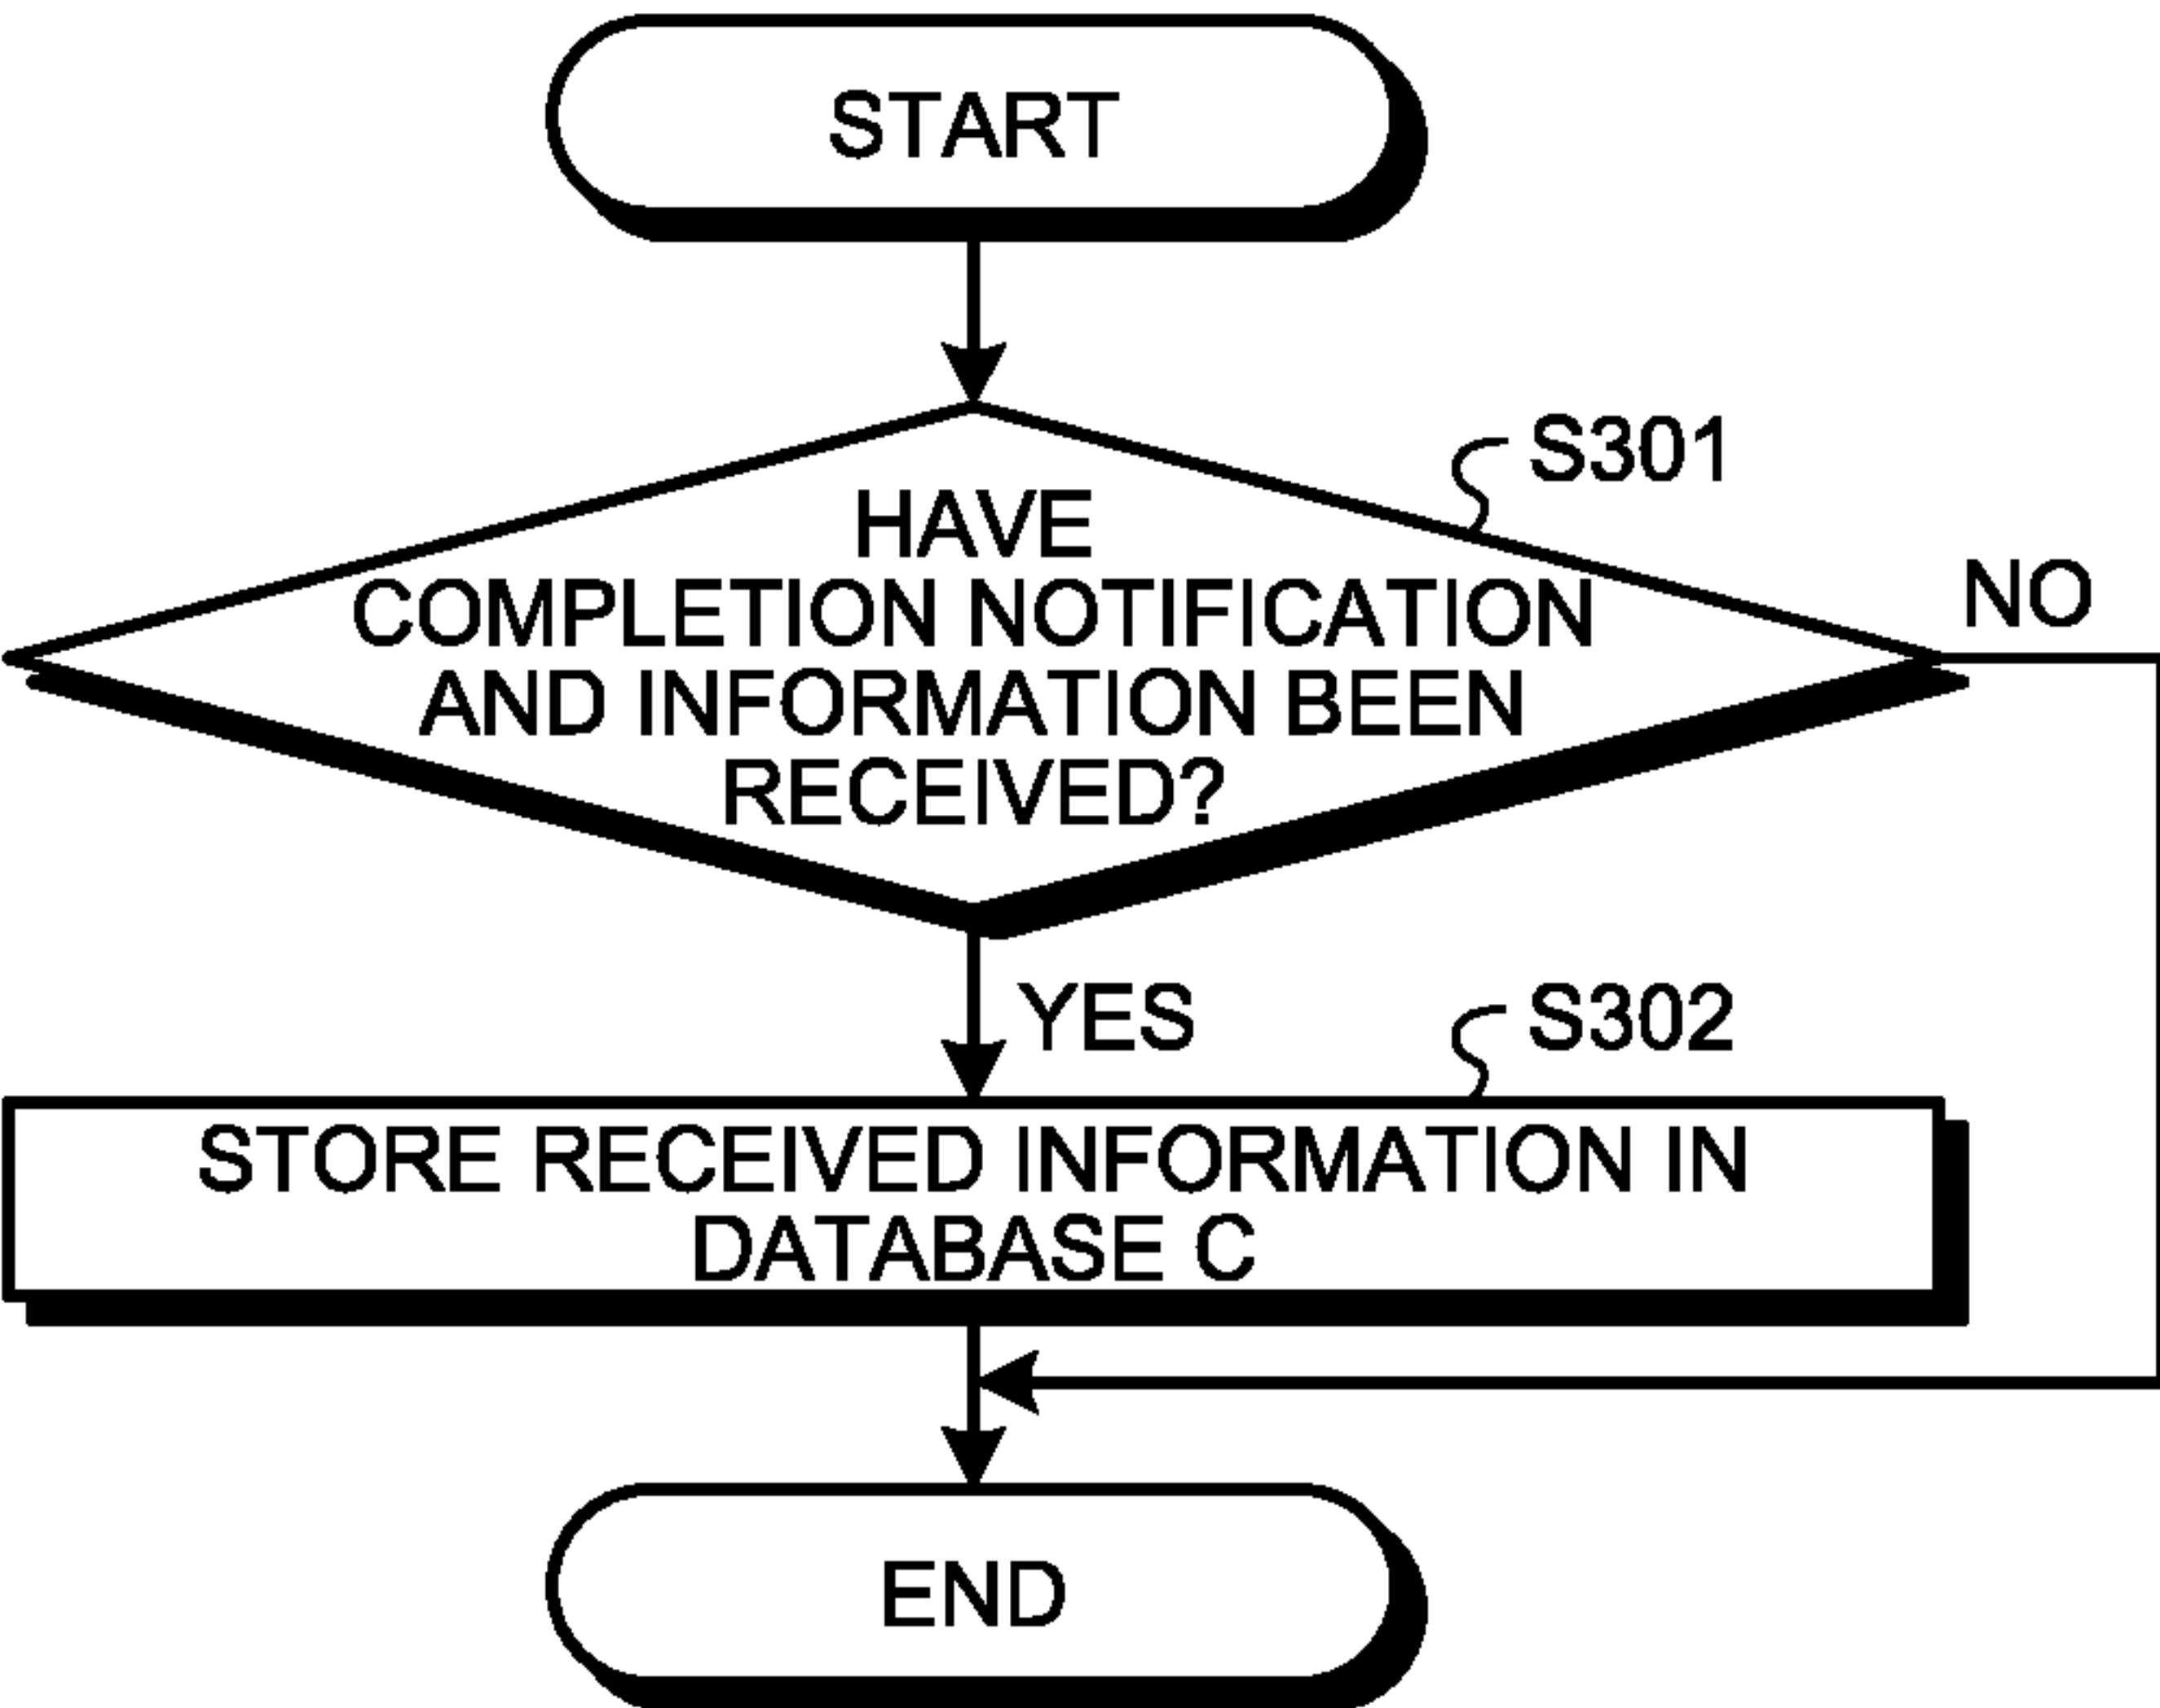 START
S301
HAVE
COMPLETION NOTIFICATION
AND INFORMATION BEEN
RECEIVED?
NO
YES
S302
STORE RECEIVED INFORMATION IN
DATABASE C
END